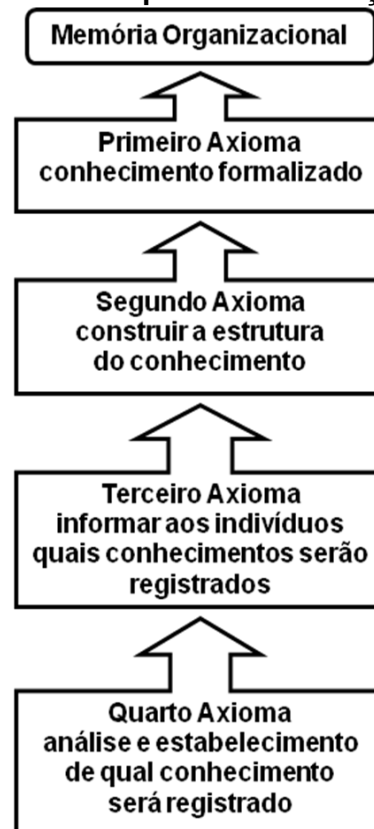 Memória Organizacional
Primeiro Axioma
conhecimento formalizado
Segundo Axioma
construir a estrutura
do conhecimento
Terceiro Axioma
informar aos indivíduos
quais conhecimentos serão
registrados
Quarto Axioma
análise e estabelecimento
de qual conhecimento
será registrado